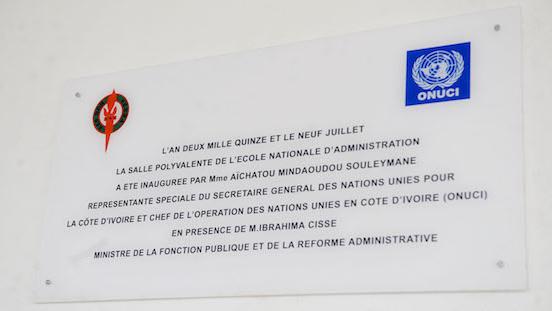 ONUCI
L'AN DEUX MILLE QUINZE ET LE NEUF JUILLET
LA SALLE POLYVALENTE DE L'ECOLE NATIONALE D'ADMINISTRATION
A ETE INAUGUREE PAR Mme AÏCHATOU MINDAOUDOU SOULEYMANE
REPRESENTANTE SPECIALE DU SECRETAIRE GENERAL DES NATIONS UNIES POUR
LA CÔTE D'IVOIRE ET CHEF DE L'OPERATION DES NATIONS UNIES EN COTE D'IVOIRE (ONUCI)
EN PRESENCE DE M.IBRAHIMA CISSE
MINISTRE DE LA FONCTION PUBLIQUE ET DE LA REFORME ADMINISTRATIVE